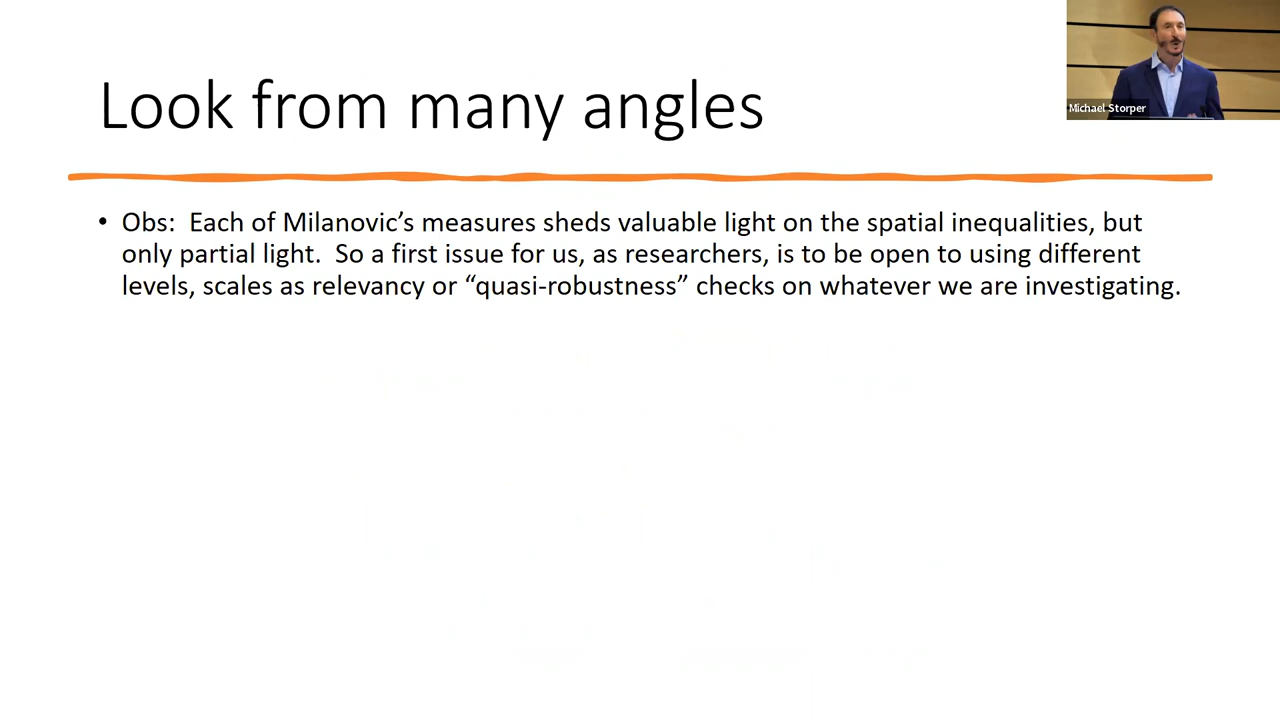 Look from many angles
Michael Storper
• Obs:  Each of Milanovic’s measures sheds valuable light on the spatial inequalities, but
only partial light.  So a first issue for us, as researchers, is to be open to using different
levels, scales as relevancy or “quasi-robustness” checks on whatever we are investigating.